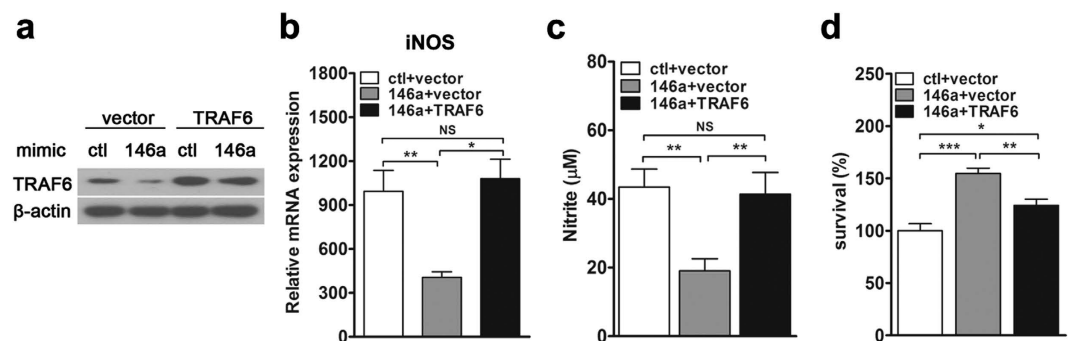 a
vector TRAF6
mimic ctl 146a ctl 146a
TRAF6
β-actin
b
iNOS
Relative mRNA expression
1800
1500
1200
900
600
300
0
ctl+vector
146a+vector
146a+TRAF6
NS
** *
c
Nitrite (μM)
80
60
40
20
0
ctl+vector
146a+vector
146a+TRAF6
NS
** **
d
survival (%)
250
200
150
100
50
0
ctl+vector
146a+vector
146a+TRAF6
*
*** **